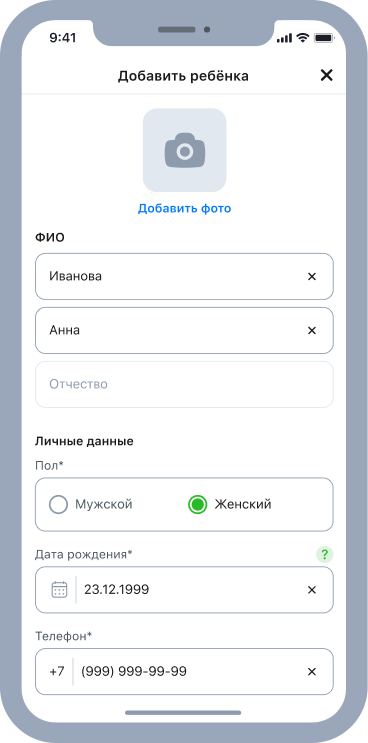 9:41
Добавить ребёнка
Добавить фото
ФИО
Иванова
Анна
Отчество
Личные данные
Пол*
Мужской Женский
Дата рождения* ?
23.12.1999
Телефон*
+7 (999) 999-99-99